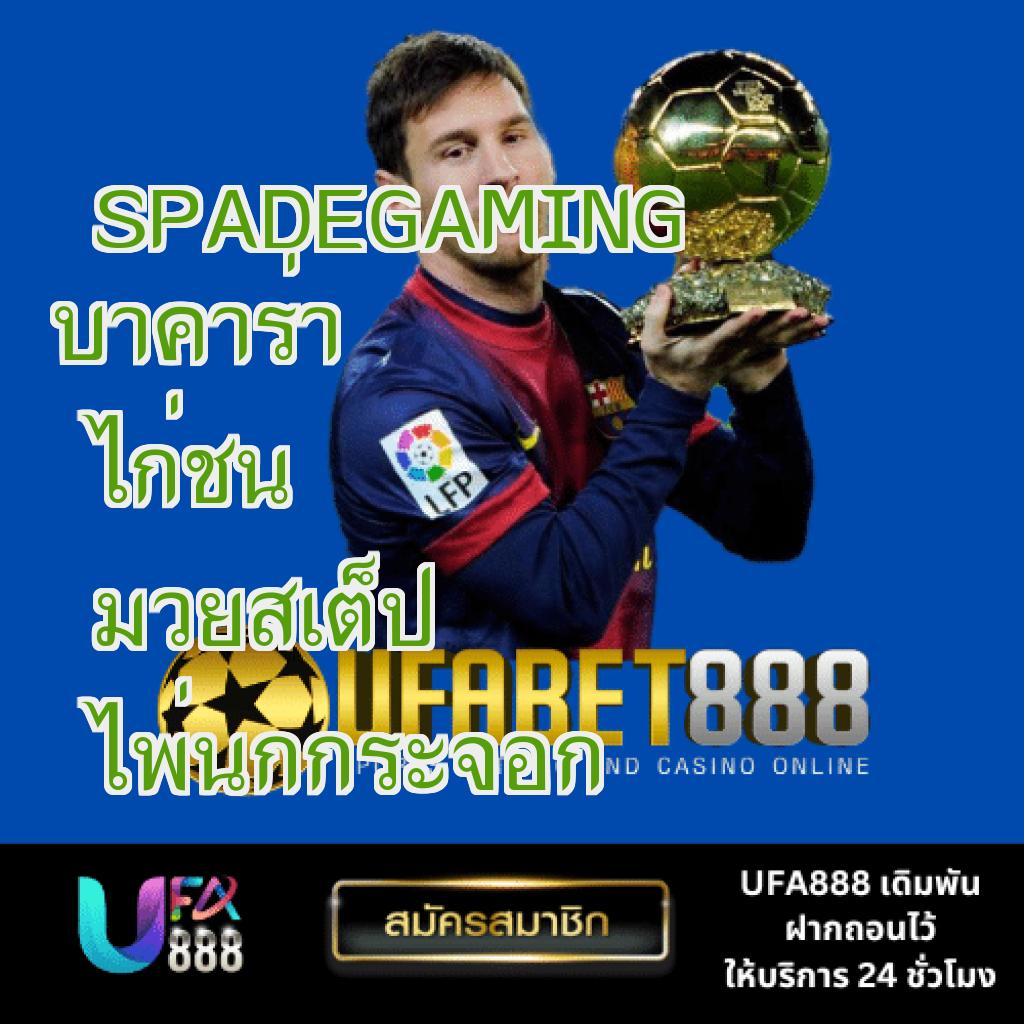 SPADEGAMING
บาคาร่า
ไก่ชน
LFP
มวยสเต็ป
UFABET888
ไพ่นกกระจอก
ND CASINO ONLINE
UFA
888
สมัครสมาชิก
UFA888 เดิมพัน
ฝากถอนไว้
ให้บริการ 24 ชั่วโมง